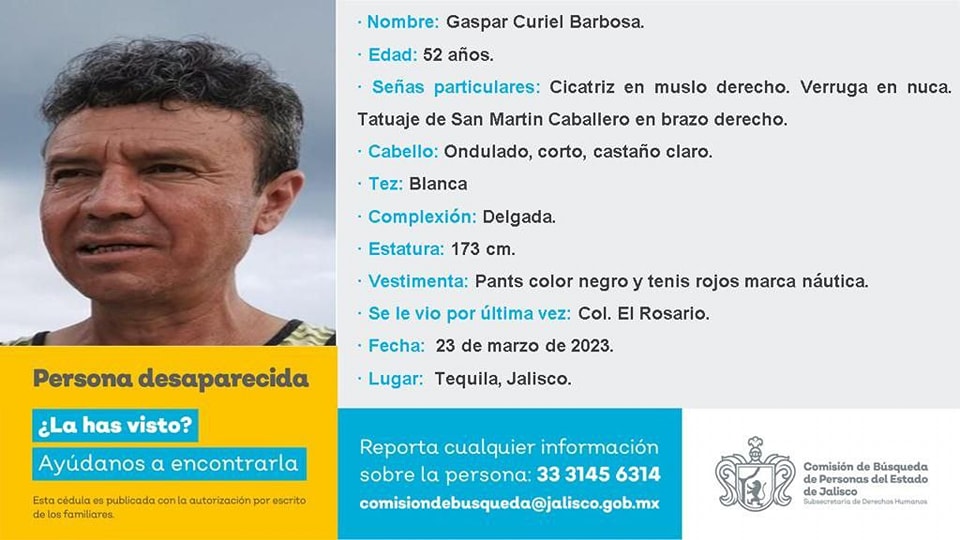 · Nombre: Gaspar Curiel Barbosa.
· Edad: 52 años.
· Señas particulares: Cicatriz en muslo derecho. Verruga en nuca.
Tatuaje de San Martin Caballero en brazo derecho.
· Cabello: Ondulado, corto, castaño claro.
· Tez: Blanca
· Complexión: Delgada.
· Estatura: 173 cm.
· Vestimenta: Pants color negro y tenis rojos marca náutica.
· Se le vio por última vez: Col. El Rosario.
· Fecha: 23 de marzo de 2023.
· Lugar: Tequila, Jalisco.
Persona desaparecida
¿La has visto?
Ayúdanos a encontrarla
Esta cédula es publicada con la autorización por escrito
de los familiares.
Reporta cualquier información
sobre la persona: 33 3145 6314
comisiondebusqueda@jalisco.gob.mx
Comisión de Búsqueda
de Personas del Estado
de Jalisco
Subsecretaría de Derechos Humanos